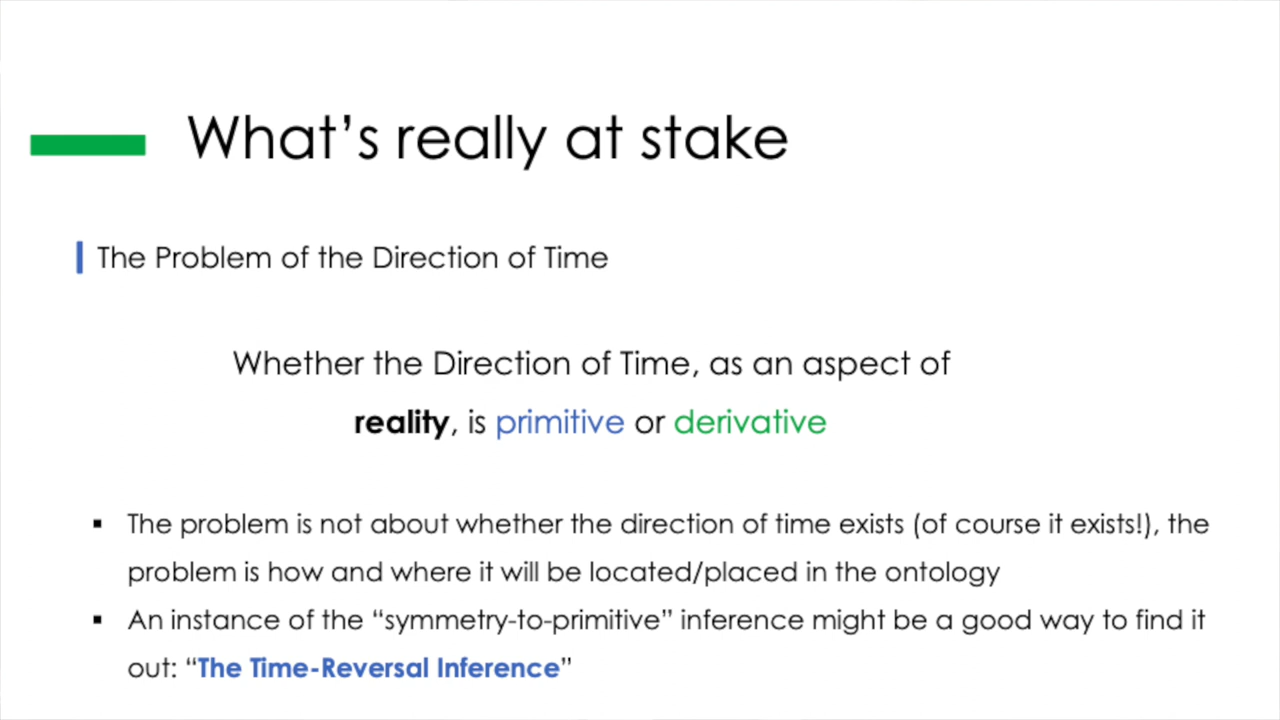 What’s really at stake
The Problem of the Direction of Time
Whether the Direction of Time, as an aspect of
reality, is primitive or derivative
▪ The problem is not about whether the direction of time exists (of course it exists!), the
problem is how and where it will be located/placed in the ontology
▪ An instance of the “symmetry-to-primitive” inference might be a good way to find it
out: “The Time-Reversal Inference”